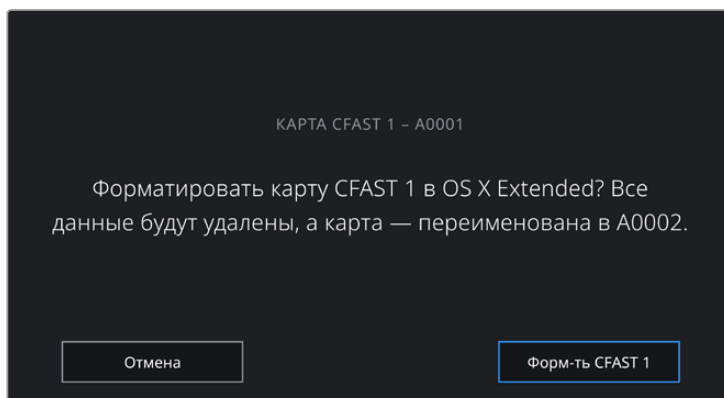 КАРТА CFAST 1 – A0001
Форматировать карту CFAST 1 в OS X Extended? Все
данные будут удалены, а карта — переименована в A0002.
Отмена
Форм-ть CFAST 1